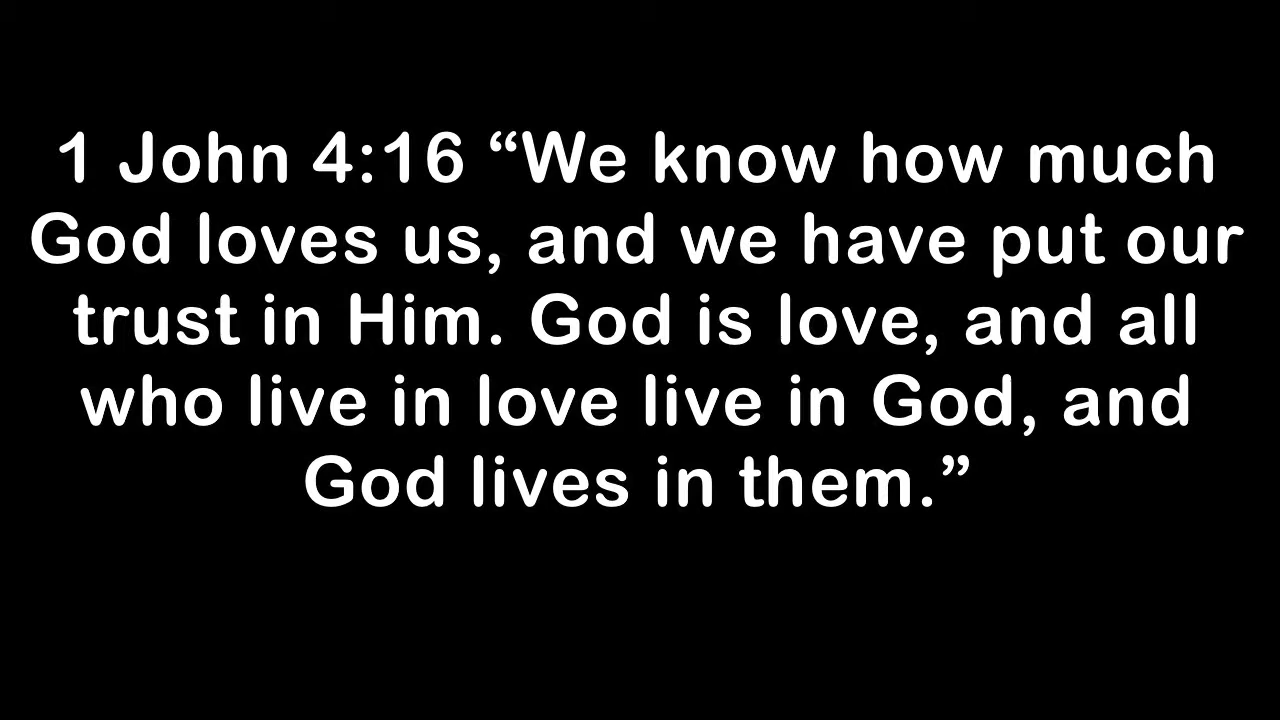 1 John 4:16 “We know how much
God loves us, and we have put our
trust in Him. God is love, and all
who live in love live in God, and
God lives in them.”